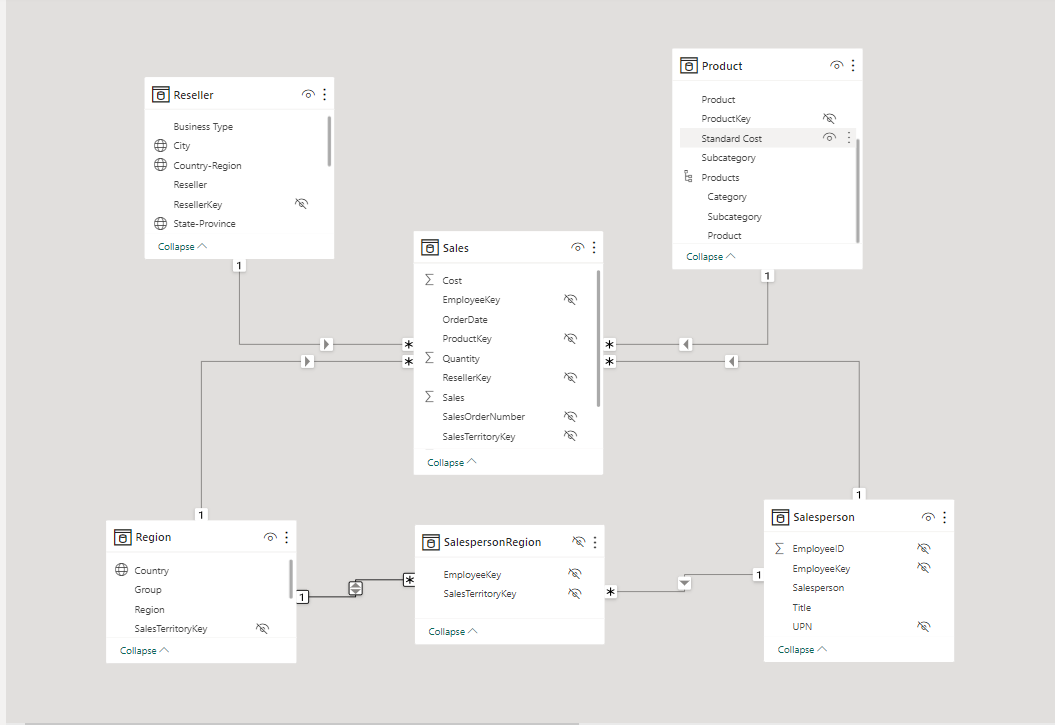 Reseller
Business Type
City
Country-Region
Reseller
ResellerKey
State-Province
Collapse
1
Product
Product
ProductKey
Standard Cost
Subcategory
Products
Category
Subcategory
Product
Collapse
1
Sales
Σ Cost
EmployeeKey
OrderDate
ProductKey
Σ Quantity
ResellerKey
Σ Sales
SalesOrderNumber
SalesTerritoryKey
Collapse
*
*
*
*
1
Region
Country
Group
Region
SalesTerritoryKey
Collapse
1
*
SalespersonRegion
EmployeeKey
SalesTerritoryKey
Collapse
*
1
1
Salesperson
Σ EmployeeID
EmployeeKey
Salesperson
Title
UPN
Collapse